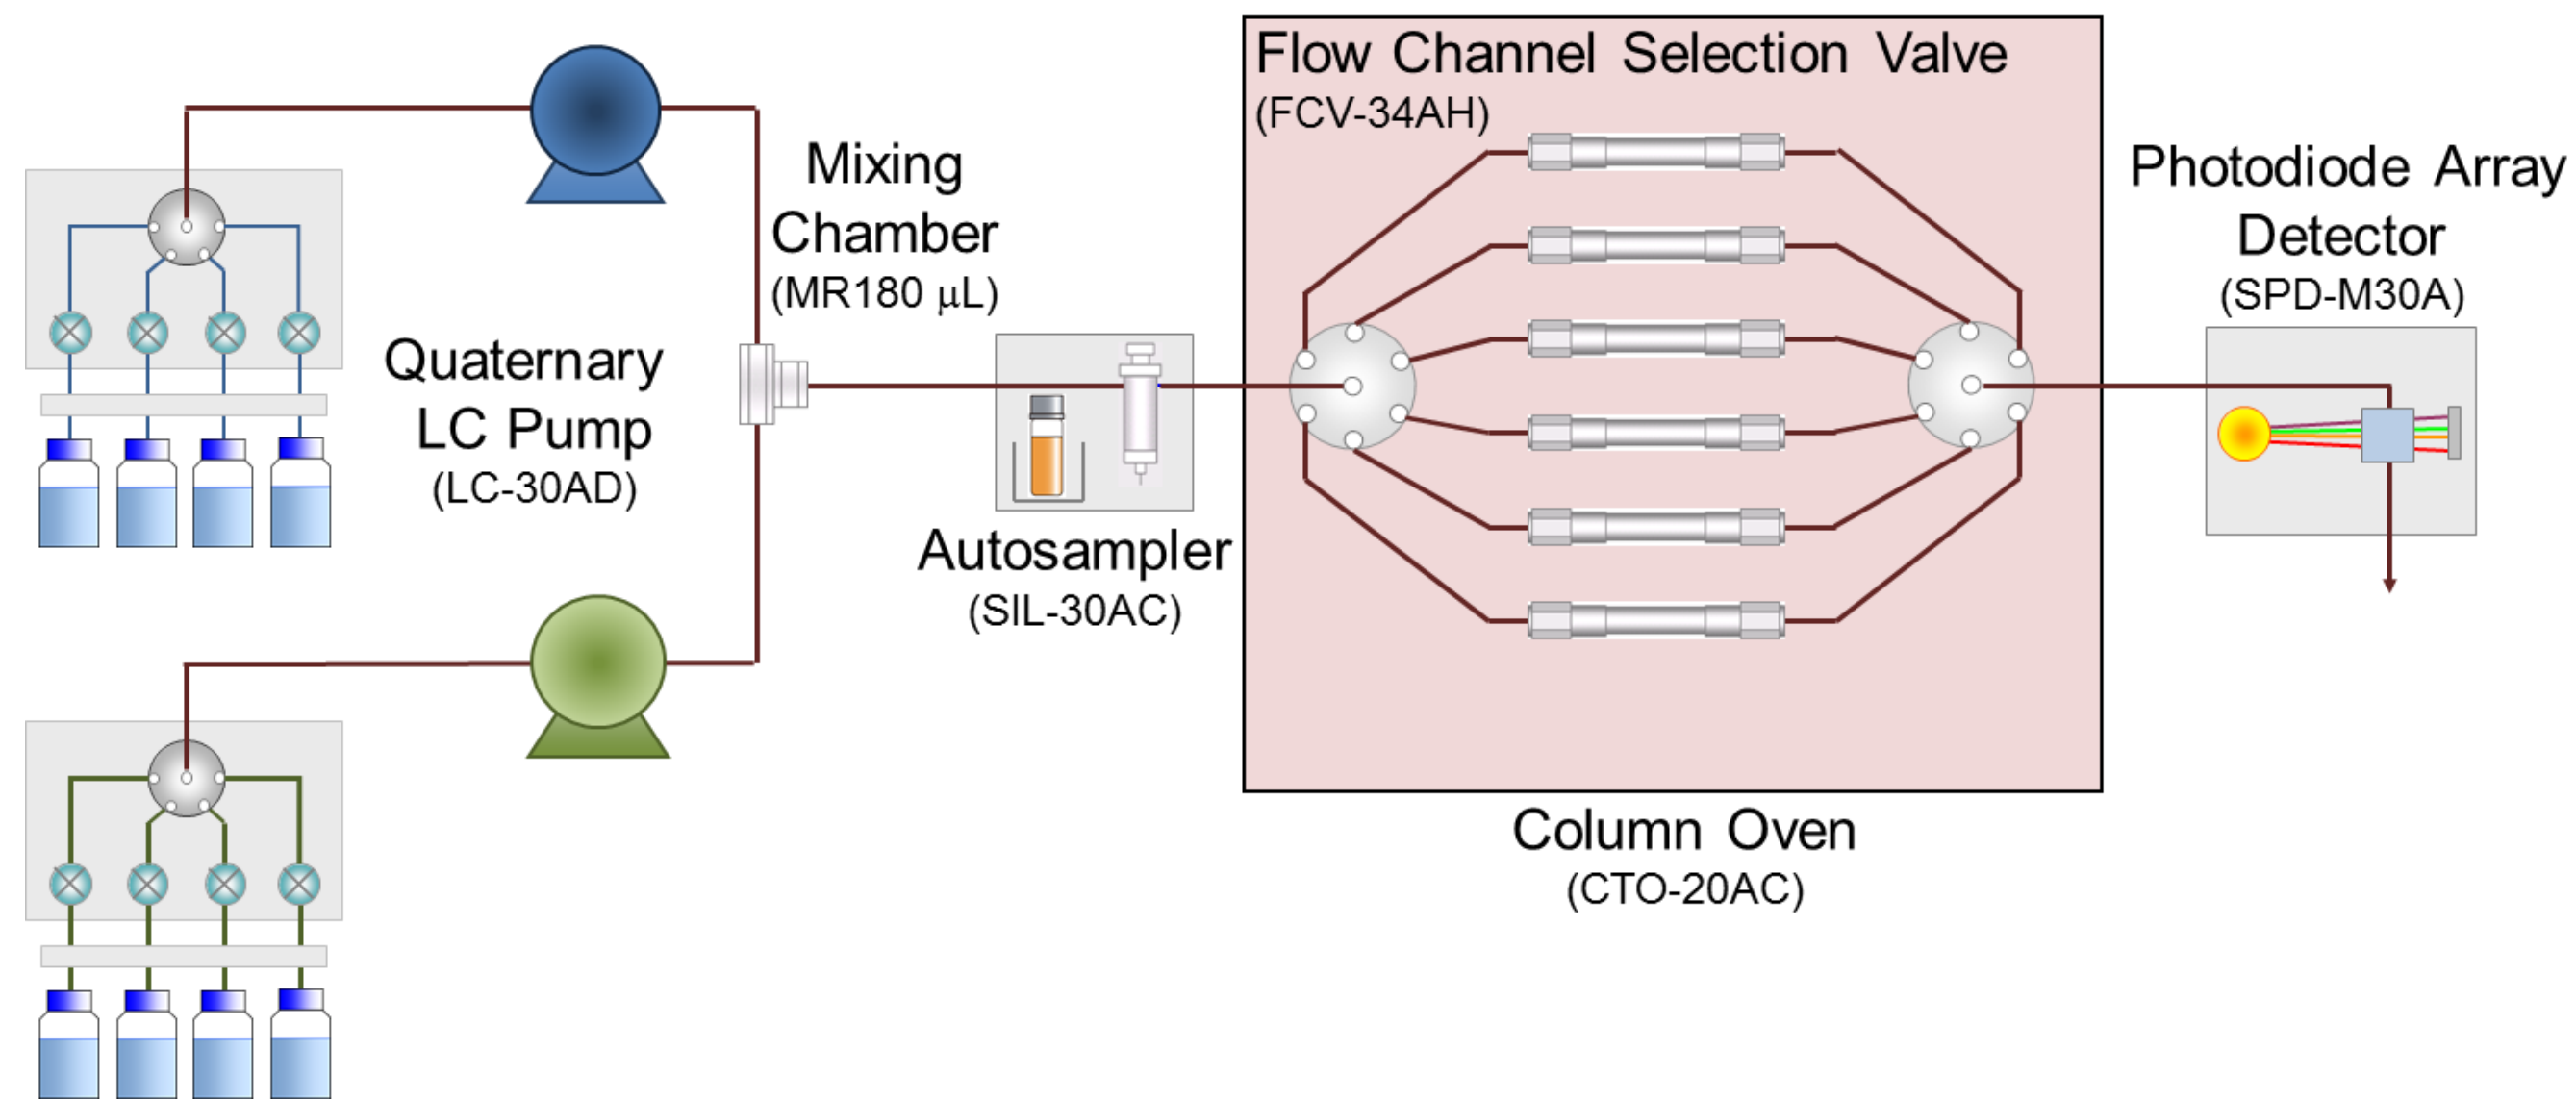 Quaternary
LC Pump
(LC-30AD)
Mixing
Chamber
(MR180 μL)
Autosampler
(SIL-30AC)
Flow Channel Selection Valve
(FCV-34AH)
Column Oven
(CTO-20AC)
Photodiode Array
Detector
(SPD-M30A)